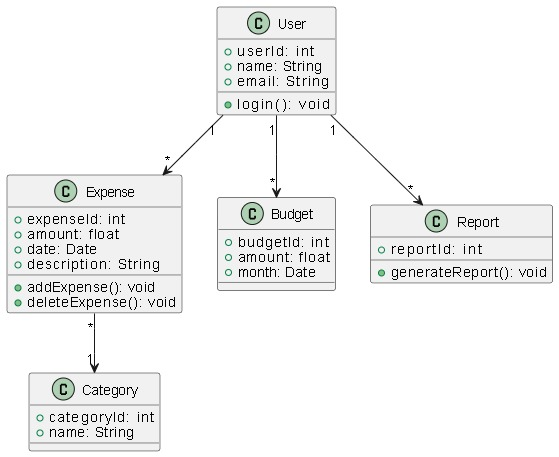 C User
userId: int
name: String
email: String
login(): void
1 1 1
* * *
C Expense
expenseId: int
amount: float
date: Date
description: String
addExpense(): void
deleteExpense(): void
C Budget
budgetId: int
amount: float
month: Date
C Report
reportId: int
generateReport(): void
*
1
C Category
categoryId: int
name: String